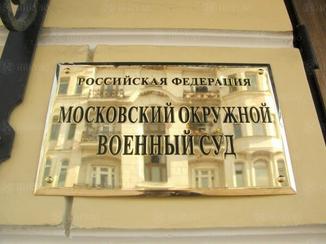 РОССИЙСКАЯ ФЕДЕРАЦИЯ
МОСКОВСКИЙ ОКРУЖНОЙ
ВОЕННЫЙ СУД